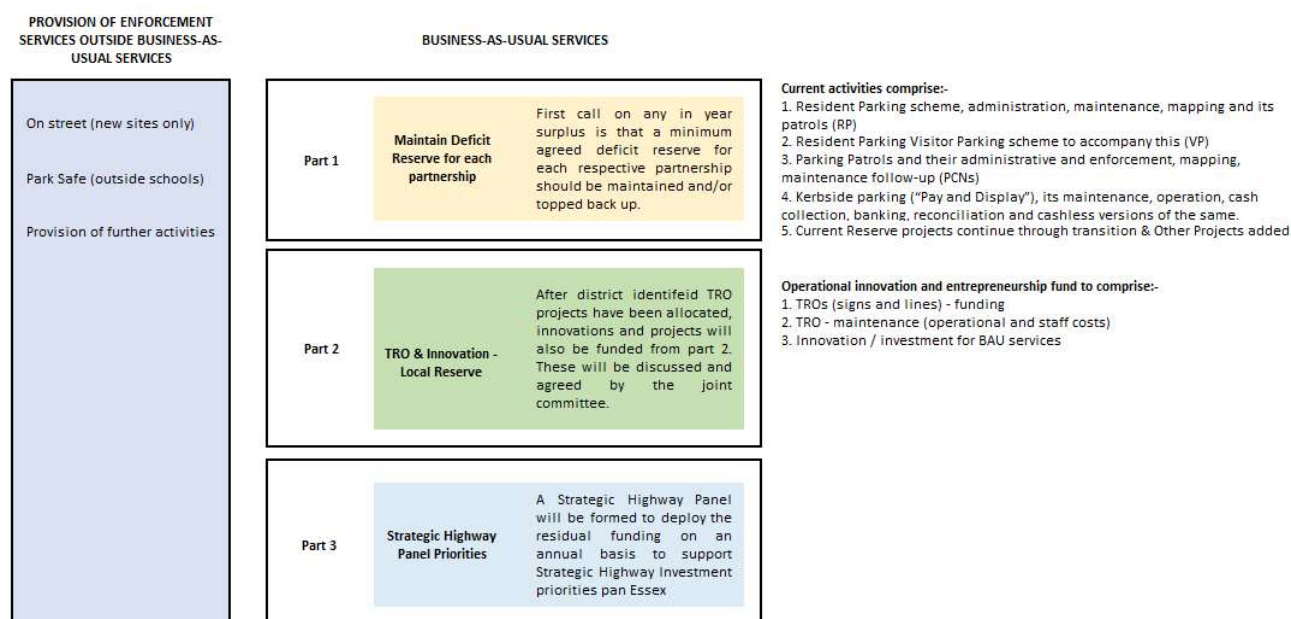 PROVISION OF ENFORCEMENT
SERVICES OUTSIDE BUSINESS-AS-
USUAL SERVICES
On street (new sites only)
Park Safe (outside schools)
Provision of further activities
BUSINESS-AS-USUAL SERVICES
Part 1
Maintain Deficit
Reserve for each
partnership
First call on any in year
surplus is that a minimum
agreed deficit reserve for
each respective partnership
should be maintained and/or
topped back up.
Current activities comprise:-
1. Resident Parking scheme, administration, maintenance, mapping and its
patrols (RP)
2. Resident Parking Visitor Parking scheme to accompany this (VP)
3. Parking Patrols and their administrative and enforcement, mapping,
maintenance follow-up (PCNs)
4. Kerbside parking (“Pay and Display”), its maintenance, operation, cash
collection, banking, reconciliation and cashless versions of the same.
5. Current Reserve projects continue through transition & Other Projects added
Part 2
TRO & Innovation -
Local Reserve
After district identifeid TRO
projects have been allocated,
innovations and projects will
also be funded from part 2.
These will be discussed and
agreed by the joint
committee.
Operational innovation and entrepreneurship fund to comprise:-
1. TROs (signs and lines) - funding
2. TRO - maintenance (operational and staff costs)
3. Innovation / investment for BAU services
Part 3
Strategic Highway
Panel Priorities
A Strategic Highway Panel
will be formed to deploy the
residual funding on an
annual basis to support
Strategic Highway Investment
priorities pan Essex